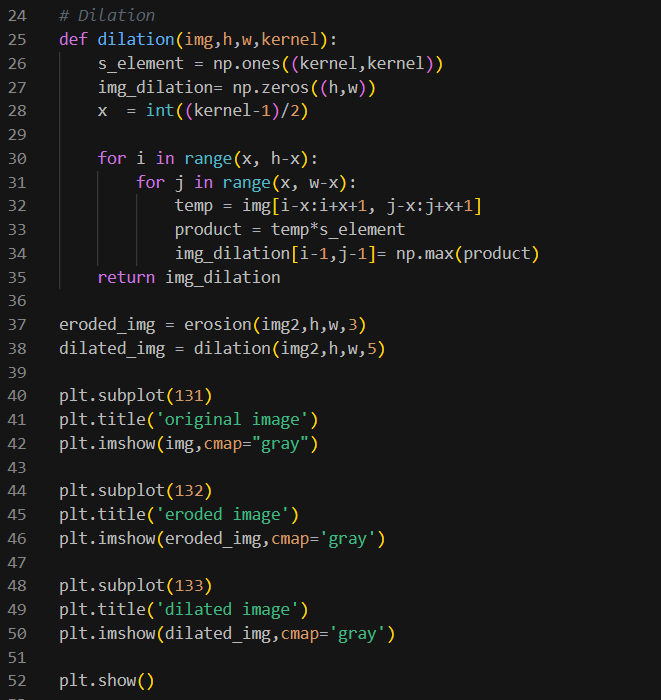 24 # Dilation
25 def dilation(img,h,w,kernel):
26     s_element = np.ones((kernel,kernel))
27     img_dilation= np.zeros((h,w))
28     x  = int((kernel-1)/2)
29
30     for i in range(x, h-x):
31         for j in range(x, w-x):
32             temp = img[i-x:i+x+1, j-x:j+x+1]
33             product = temp*s_element
34             img_dilation[i-1,j-1]= np.max(product)
35     return img_dilation
36
37 eroded_img = erosion(img2,h,w,3)
38 dilated_img = dilation(img2,h,w,5)
39
40 plt.subplot(131)
41 plt.title('original image')
42 plt.imshow(img,cmap="gray")
43
44 plt.subplot(132)
45 plt.title('eroded image')
46 plt.imshow(eroded_img,cmap='gray')
47
48 plt.subplot(133)
49 plt.title('dilated image')
50 plt.imshow(dilated_img,cmap='gray')
51
52 plt.show()